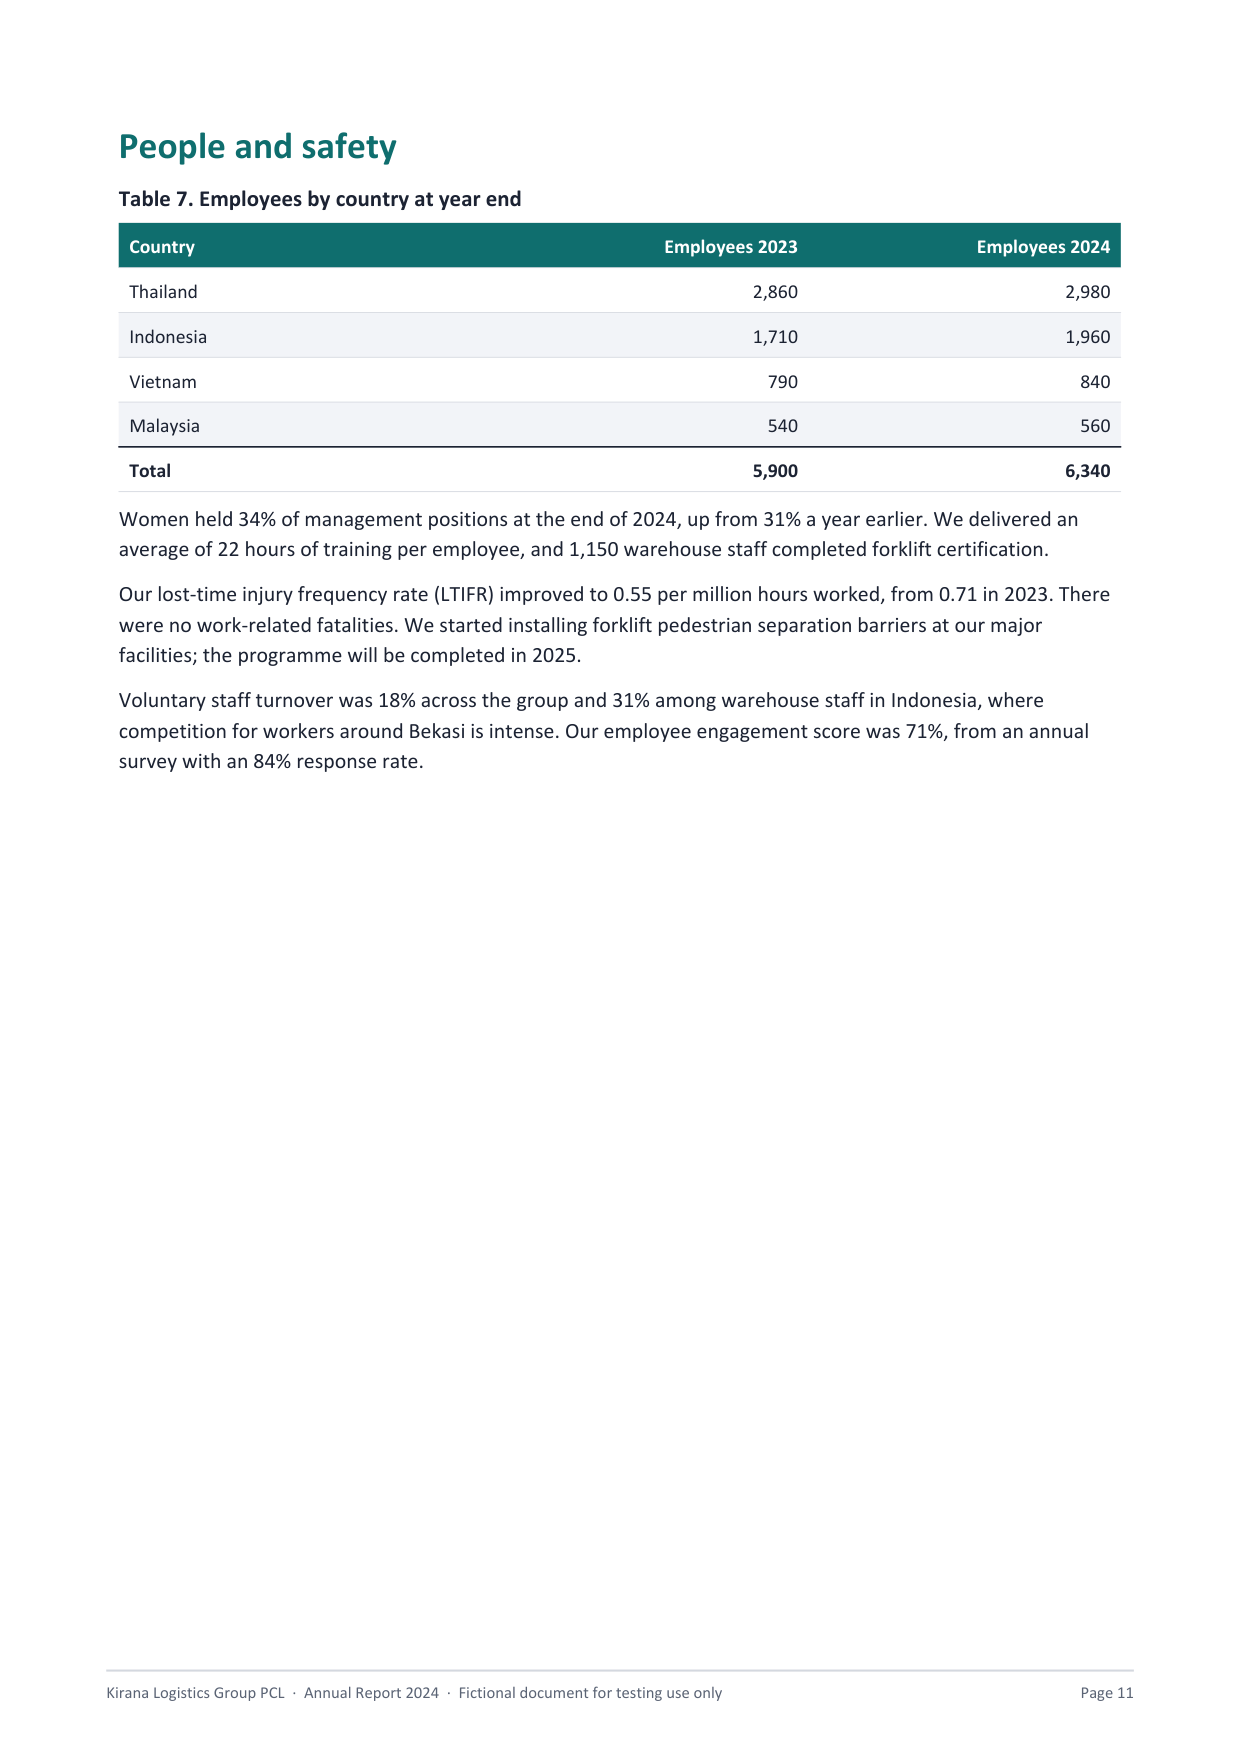 People and safety
Table 7. Employees by country at year end
Country Employees 2023 Employees 2024
Thailand 2,860 2,980
Indonesia 1,710 1,960
Vietnam 790 840
Malaysia 540 560
Total 5,900 6,340
Women held 34% of management positions at the end of 2024, up from 31% a year earlier. We delivered an
average of 22 hours of training per employee, and 1,150 warehouse staff completed forklift certification.
Our lost-time injury frequency rate (LTIFR) improved to 0.55 per million hours worked, from 0.71 in 2023. There
were no work-related fatalities. We started installing forklift pedestrian separation barriers at our major
facilities; the programme will be completed in 2025.
Voluntary staff turnover was 18% across the group and 31% among warehouse staff in Indonesia, where
competition for workers around Bekasi is intense. Our employee engagement score was 71%, from an annual
survey with an 84% response rate.
Kirana Logistics Group PCL · Annual Report 2024 · Fictional document for testing use only Page 11